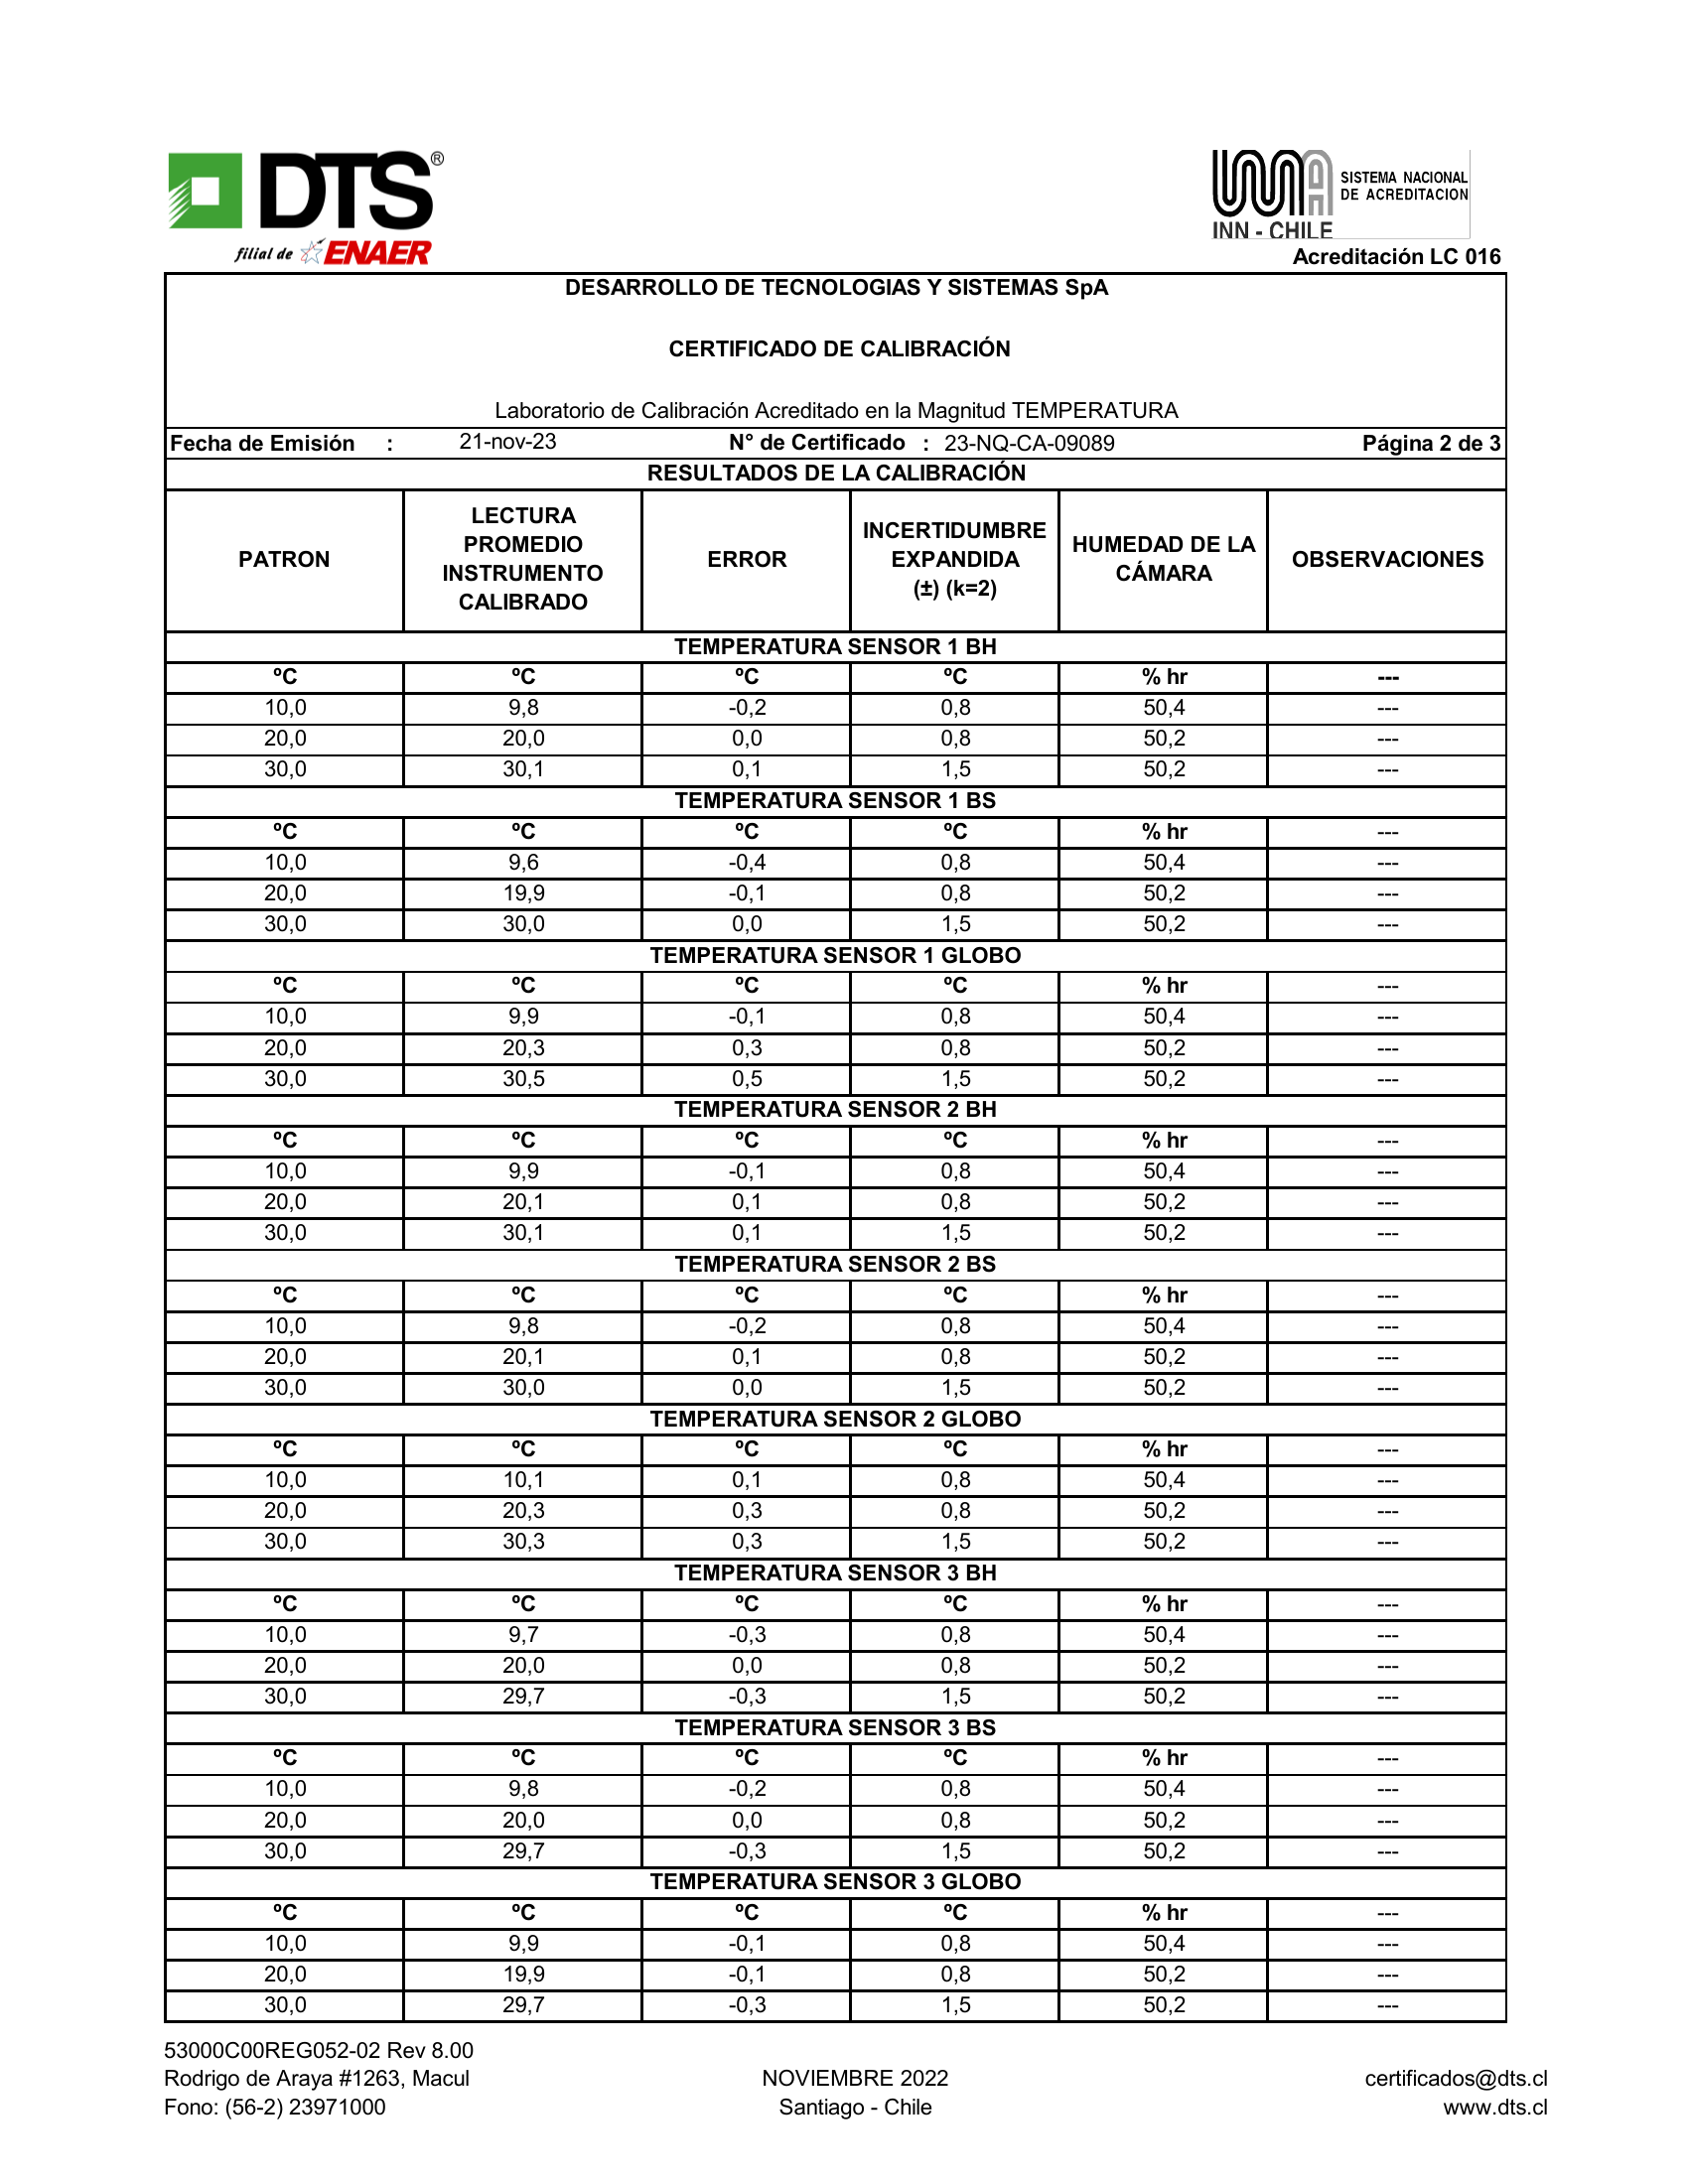 DTS®
filial de ENAER
SISTEMA NACIONAL
DE ACREDITACION
INN - CHILE
Acreditación LC 016
DESARROLLO DE TECNOLOGIAS Y SISTEMAS SpA
CERTIFICADO DE CALIBRACIÓN
Laboratorio de Calibración Acreditado en la Magnitud TEMPERATURA
Fecha de Emisión : 21-nov-23 N° de Certificado : 23-NQ-CA-09089 Página 2 de 3
RESULTADOS DE LA CALIBRACIÓN
PATRON LECTURA PROMEDIO INSTRUMENTO CALIBRADO ERROR INCERTIDUMBRE EXPANDIDA (±) (k=2) HUMEDAD DE LA CÁMARA OBSERVACIONES
TEMPERATURA SENSOR 1 BH
ºC ºC ºC ºC % hr ---
10,0 9,8 -0,2 0,8 50,4 ---
20,0 20,0 0,0 0,8 50,2 ---
30,0 30,1 0,1 1,5 50,2 ---
TEMPERATURA SENSOR 1 BS
ºC ºC ºC ºC % hr ---
10,0 9,6 -0,4 0,8 50,4 ---
20,0 19,9 -0,1 0,8 50,2 ---
30,0 30,0 0,0 1,5 50,2 ---
TEMPERATURA SENSOR 1 GLOBO
ºC ºC ºC ºC % hr ---
10,0 9,9 -0,1 0,8 50,4 ---
20,0 20,3 0,3 0,8 50,2 ---
30,0 30,5 0,5 1,5 50,2 ---
TEMPERATURA SENSOR 2 BH
ºC ºC ºC ºC % hr ---
10,0 9,9 -0,1 0,8 50,4 ---
20,0 20,1 0,1 0,8 50,2 ---
30,0 30,1 0,1 1,5 50,2 ---
TEMPERATURA SENSOR 2 BS
ºC ºC ºC ºC % hr ---
10,0 9,8 -0,2 0,8 50,4 ---
20,0 20,1 0,1 0,8 50,2 ---
30,0 30,0 0,0 1,5 50,2 ---
TEMPERATURA SENSOR 2 GLOBO
ºC ºC ºC ºC % hr ---
10,0 10,1 0,1 0,8 50,4 ---
20,0 20,3 0,3 0,8 50,2 ---
30,0 30,3 0,3 1,5 50,2 ---
TEMPERATURA SENSOR 3 BH
ºC ºC ºC ºC % hr ---
10,0 9,7 -0,3 0,8 50,4 ---
20,0 20,0 0,0 0,8 50,2 ---
30,0 29,7 -0,3 1,5 50,2 ---
TEMPERATURA SENSOR 3 BS
ºC ºC ºC ºC % hr ---
10,0 9,8 -0,2 0,8 50,4 ---
20,0 20,0 0,0 0,8 50,2 ---
30,0 29,7 -0,3 1,5 50,2 ---
TEMPERATURA SENSOR 3 GLOBO
ºC ºC ºC ºC % hr ---
10,0 9,9 -0,1 0,8 50,4 ---
20,0 19,9 -0,1 0,8 50,2 ---
30,0 29,7 -0,3 1,5 50,2 ---
53000C00REG052-02 Rev 8.00
Rodrigo de Araya #1263, Macul NOVIEMBRE 2022 certificados@dts.cl
Fono: (56-2) 23971000 Santiago - Chile www.dts.cl